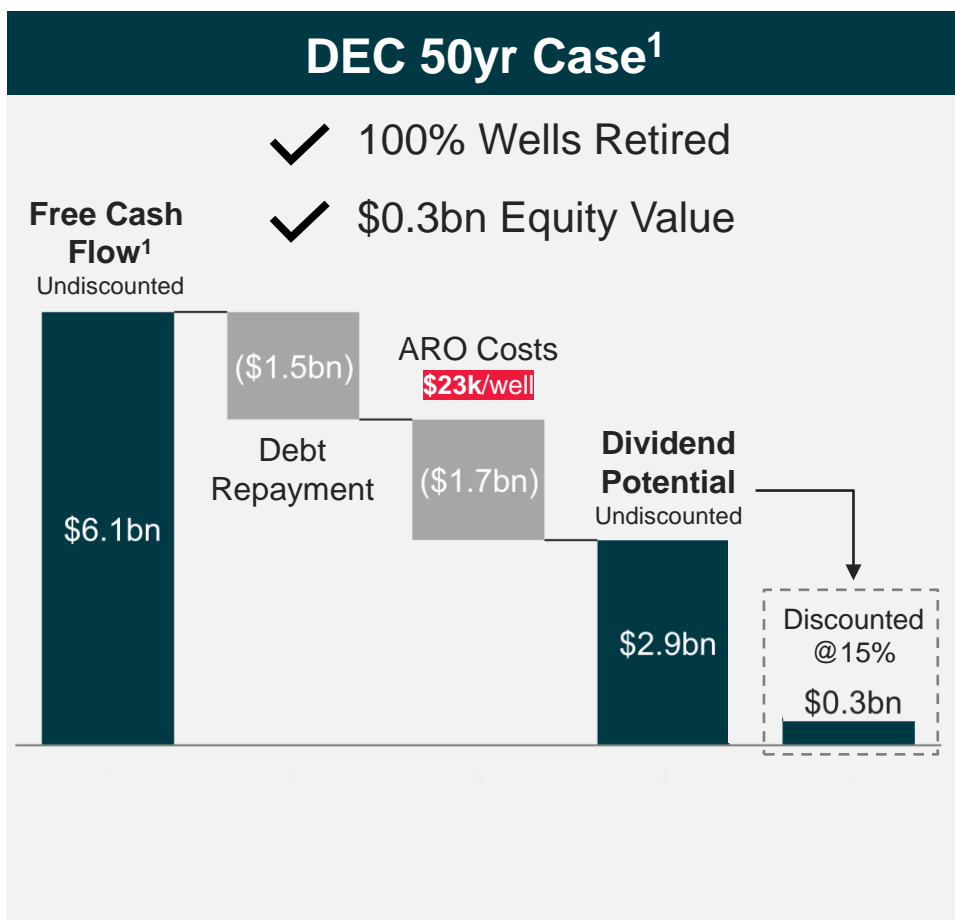 DEC 50yr Case¹
100% Wells Retired
$0.3bn Equity Value
Free Cash
Flow¹
Undiscounted
$6.1bn
($1.5bn)
Debt
Repayment
ARO Costs
$23k/well
($1.7bn)
Dividend
Potential
Undiscounted
$2.9bn
Discounted
@15%
$0.3bn